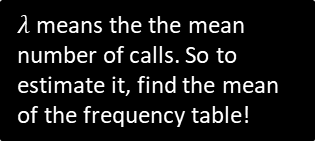 𝜆 means the the mean
number of calls. So to
estimate it, find the mean
of the frequency table!